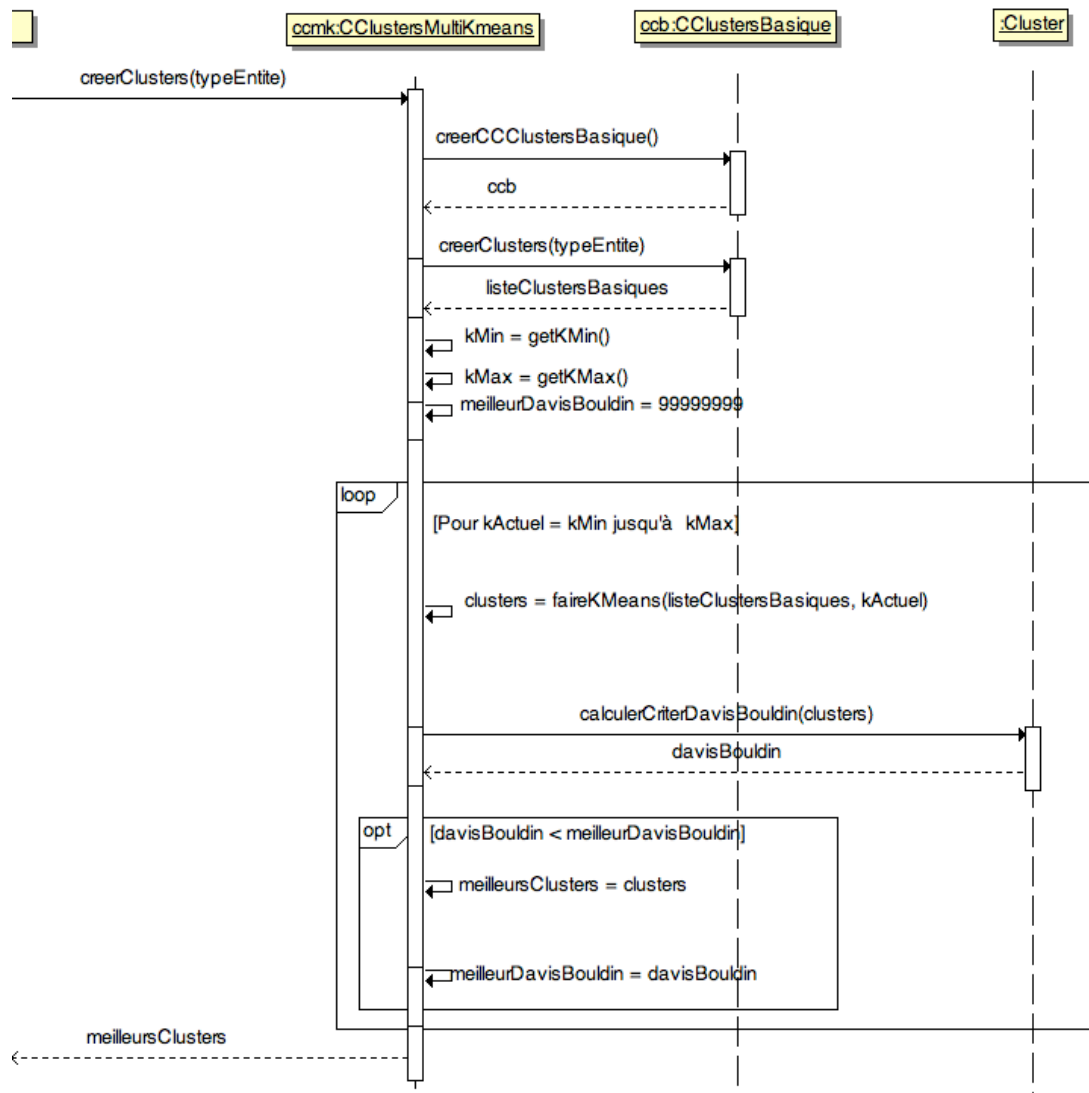 ccmk:CClustersMultiKmeans
ccb:CClustersBasique
:Cluster
creerClusters(typeEntite)
creerCCClustersBasique()
ccb
creerClusters(typeEntite)
listeClustersBasiques
kMin = getKMin()
kMax = getKMax()
meilleurDavisBouldin = 99999999
loop
[Pour kActuel = kMin jusqu'à kMax]
clusters = faireKMeans(listeClustersBasiques, kActuel)
calculerCriterDavisBouldin(clusters)
davisBouldin
opt
[davisBouldin < meilleurDavisBouldin]
meilleursClusters = clusters
meilleurDavisBouldin = davisBouldin
meilleursClusters